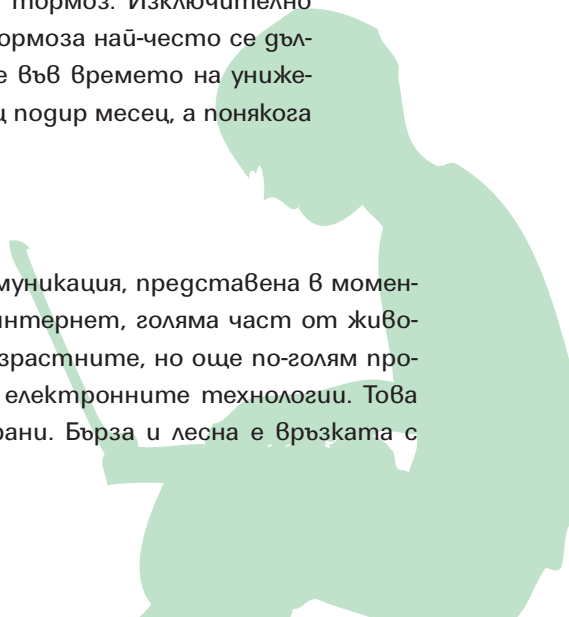 тормоз. Изключително
ормоза най-често се дъл-
е във времето на униже-
ц подир месец, а понякога
муникация, представена в момен-
интернет, голяма част от живо-
зрастните, но още по-голям про-
електронните технологии. Това
рани. Бърза и лесна е връзката с